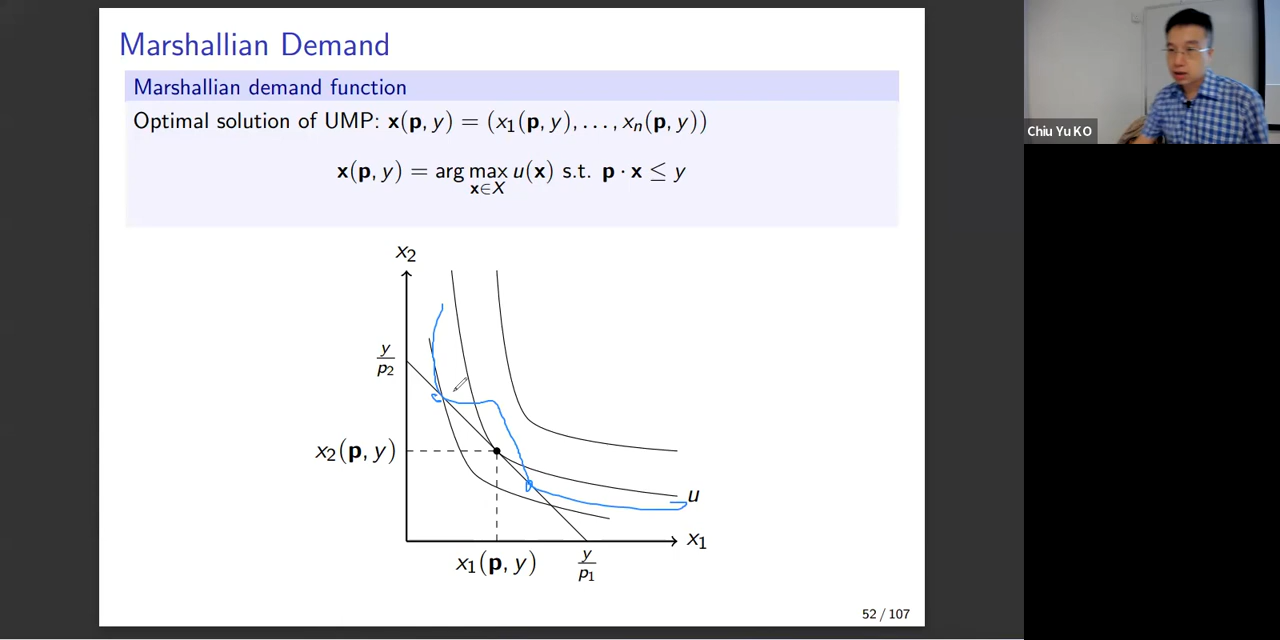 Marshallian Demand
Marshallian demand function
Optimal solution of UMP: x(p, y) = (x₁(p, y), . . . , xₙ(p, y))
x(p, y) = arg max u(x) s.t. p · x ≤ y
x∈X
x₂
y
p₂
x₂(p, y)
u
x₁
x₁(p, y)
y
p₁
52 / 107
Chiu Yu KO